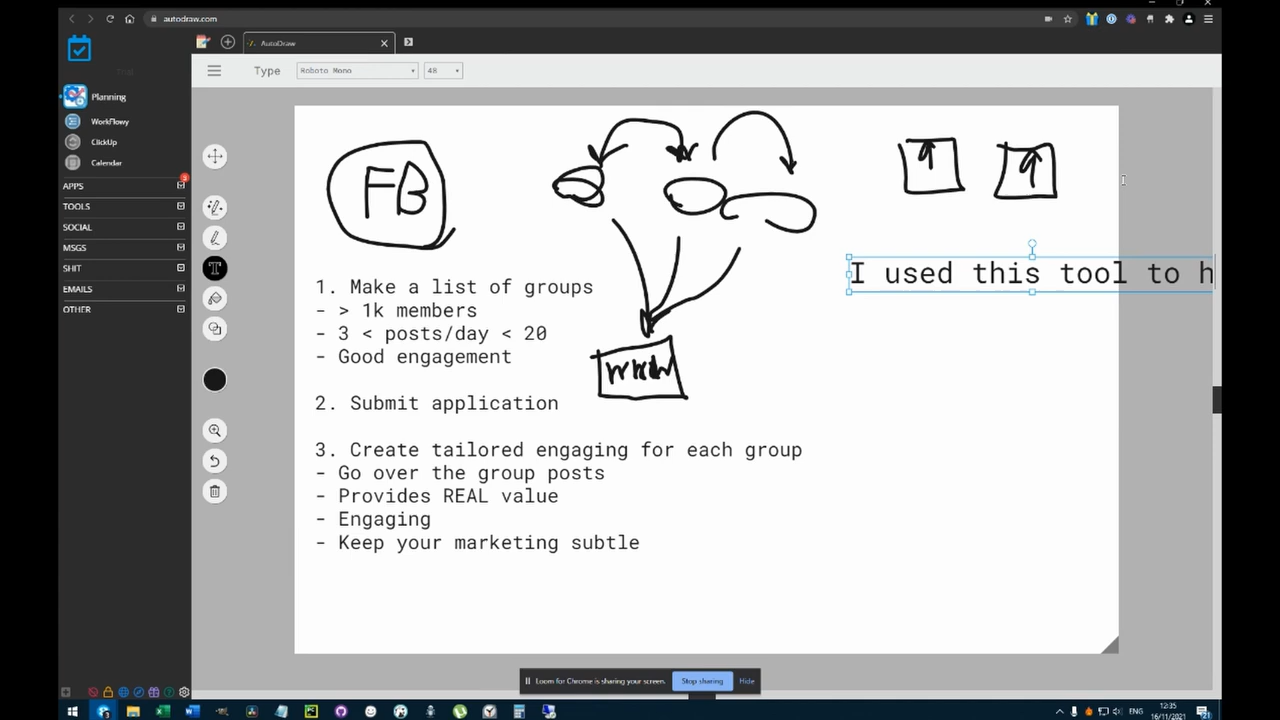 autodraw.com
AutoDraw
Type
Roboto Mono
48
Planning
WorkFlowy
ClickUp
Calendar
3
APPS
TOOLS
SOCIAL
MSGS
SHIT
EMAILS
OTHER
FB
I used this tool to h
1. Make a list of groups
- > 1k members
- 3 < posts/day < 20
- Good engagement
2. Submit application
3. Create tailored engaging for each group
- Go over the group posts
- Provides REAL value
- Engaging
- Keep your marketing subtle
Loom for Chrome is sharing your screen.
Stop sharing
Hide
ENG
12:35
16/11/2021